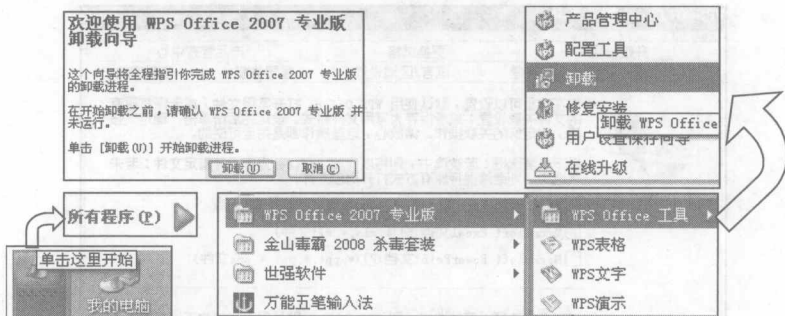 欢迎使用 WPS Office 2007 专业版
卸载向导
这个向导将全程指引你完成 WPS Office 2007 专业版
的卸载进程。
在开始卸载之前，请确认 WPS Office 2007 专业版 并
未运行。
单击 [卸载(U)] 开始卸载进程。
卸载(U) 取消(C)
产品管理中心
配置工具
卸载
修复安装
卸载 WPS Office
用户设置保存向导
在线升级
所有程序(P)
单击这里开始
我的电脑
WPS Office 2007 专业版
金山毒霸 2008 杀毒套装
世强软件
万能五笔输入法
WPS Office 工具
WPS表格
WPS文字
WPS演示